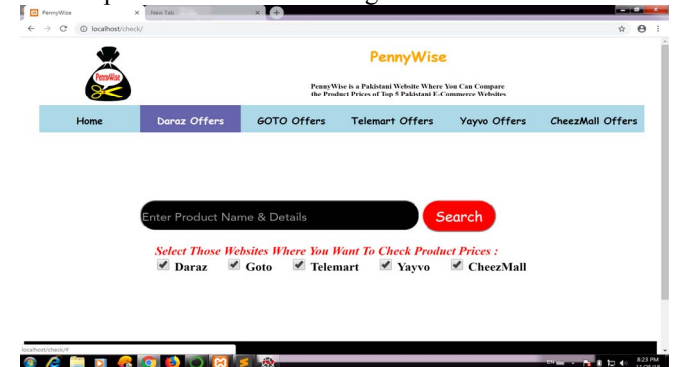 PennyWise
New Tab
localhost/check/
PennyWise
PennyWise
PennyWise is a Pakistani Website Where You Can Compare
the Product Prices of Top 5 Pakistani E-Commerce Websites
Home Daraz Offers GOTO Offers Telemart Offers Yayvo Offers CheezMall Offers
Enter Product Name & Details Search
Select Those Websites Where You Want To Check Product Prices :
Daraz Goto Telemart Yayvo CheezMall
localhost/check/#
EN 8:23 PM